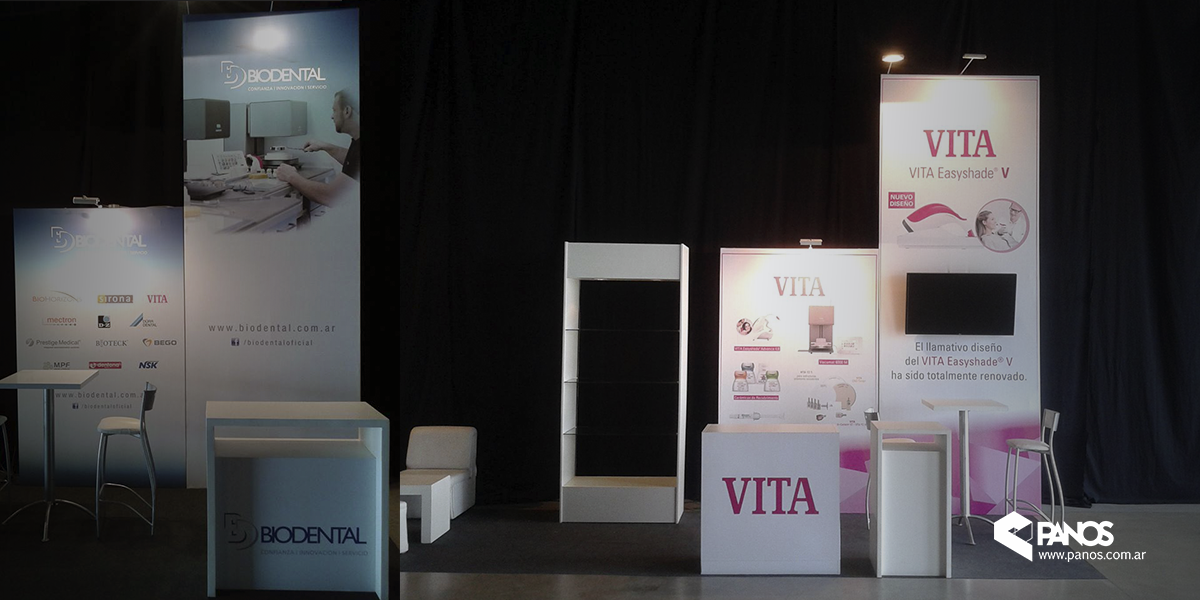 BIODENTAL
CONFIANZA | INNOVACIÓN | SERVICIO
www.biodental.com.ar
f /biodentaloficial
BIODENTAL
sirona
VITA
mectron
Prestige Medical
BIOTECK
BEGO
MPF
NSK
www.biodental.com.ar
/biodentaloficial
BIODENTAL
CONFIANZA | INNOVACIÓN | SERVICIO
VITA
VITA
VITA
VITA Easyshade® V
NUEVO
DISEÑO
El llamativo diseño
del VITA Easyshade® V
ha sido totalmente renovado.
PANOS
www.panos.com.ar